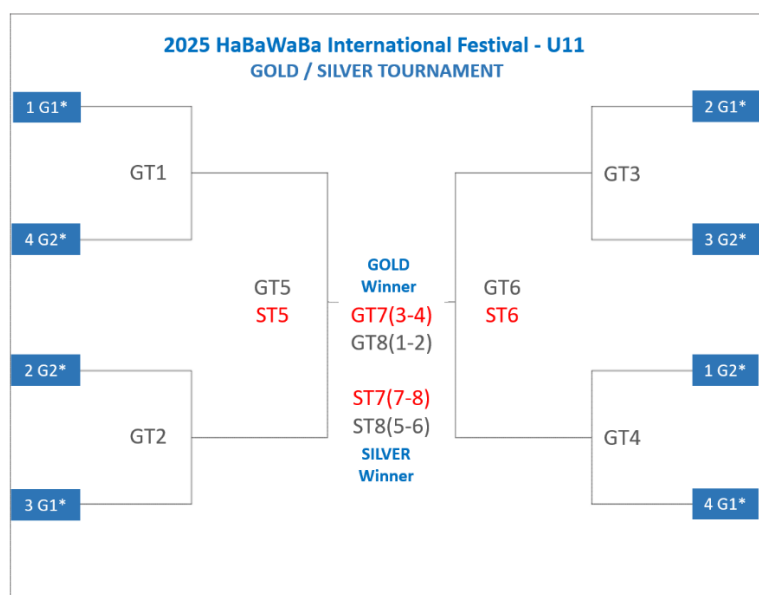 2025 HaBaWaBa International Festival - U11
GOLD / SILVER TOURNAMENT
1 G1*
2 G1*
GT1
GT3
4 G2*
3 G2*
GOLD
Winner
GT5
ST5
GT7(3-4)
GT8(1-2)
GT6
ST6
2 G2*
1 G2*
ST7(7-8)
ST8(5-6)
SILVER
Winner
GT2
GT4
3 G1*
4 G1*